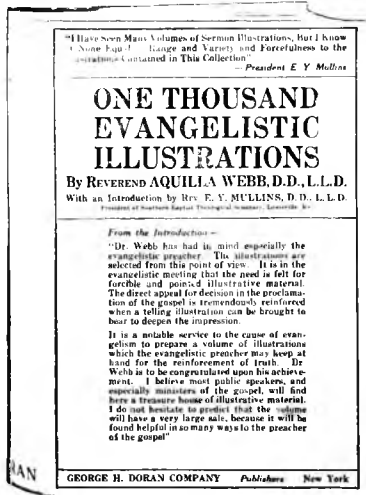 "I Have Seen Many Volumes of Sermon Illustrations, But I Know
None Equal Range and Variety and Forcefulness to the
Contained in This Collection"
— President E Y Mullins
ONE THOUSAND
EVANGELISTIC
ILLUSTRATIONS
By REVEREND AQUILLA WEBB, D.D., L.L.D.
With an Introduction by REV. E. Y. MULLINS, D. D., L. L. D.
President of Southern Baptist Theological Seminary, Louisville, Ky.
From the Introduction—
"Dr. Webb has had in mind especially the
evangelistic preacher The illustrations are
selected from this point of view. It is in the
evangelistic meeting that the need is felt for
forcible and pointed illustrative material.
The direct appeal for decision in the proclama-
tion of the gospel is tremendously reinforced
when a telling illustration can be brought to
bear to deepen the impression.
It is a notable service to the cause of evan-
gelism to prepare a volume of illustrations
which the evangelistic preacher may keep at
hand for the reinforcement of truth. Dr
Webb is to be congratulated upon his achieve-
ment. I believe most public speakers, and
especially ministers of the gospel, will find
here a treasure house of illustrative material.
I do not hesitate to predict that the volume
will have a very large sale, because it will be
found helpful in so many ways to the preacher
of the gospel"
RAN
GEORGE H. DORAN COMPANY Publishers New York